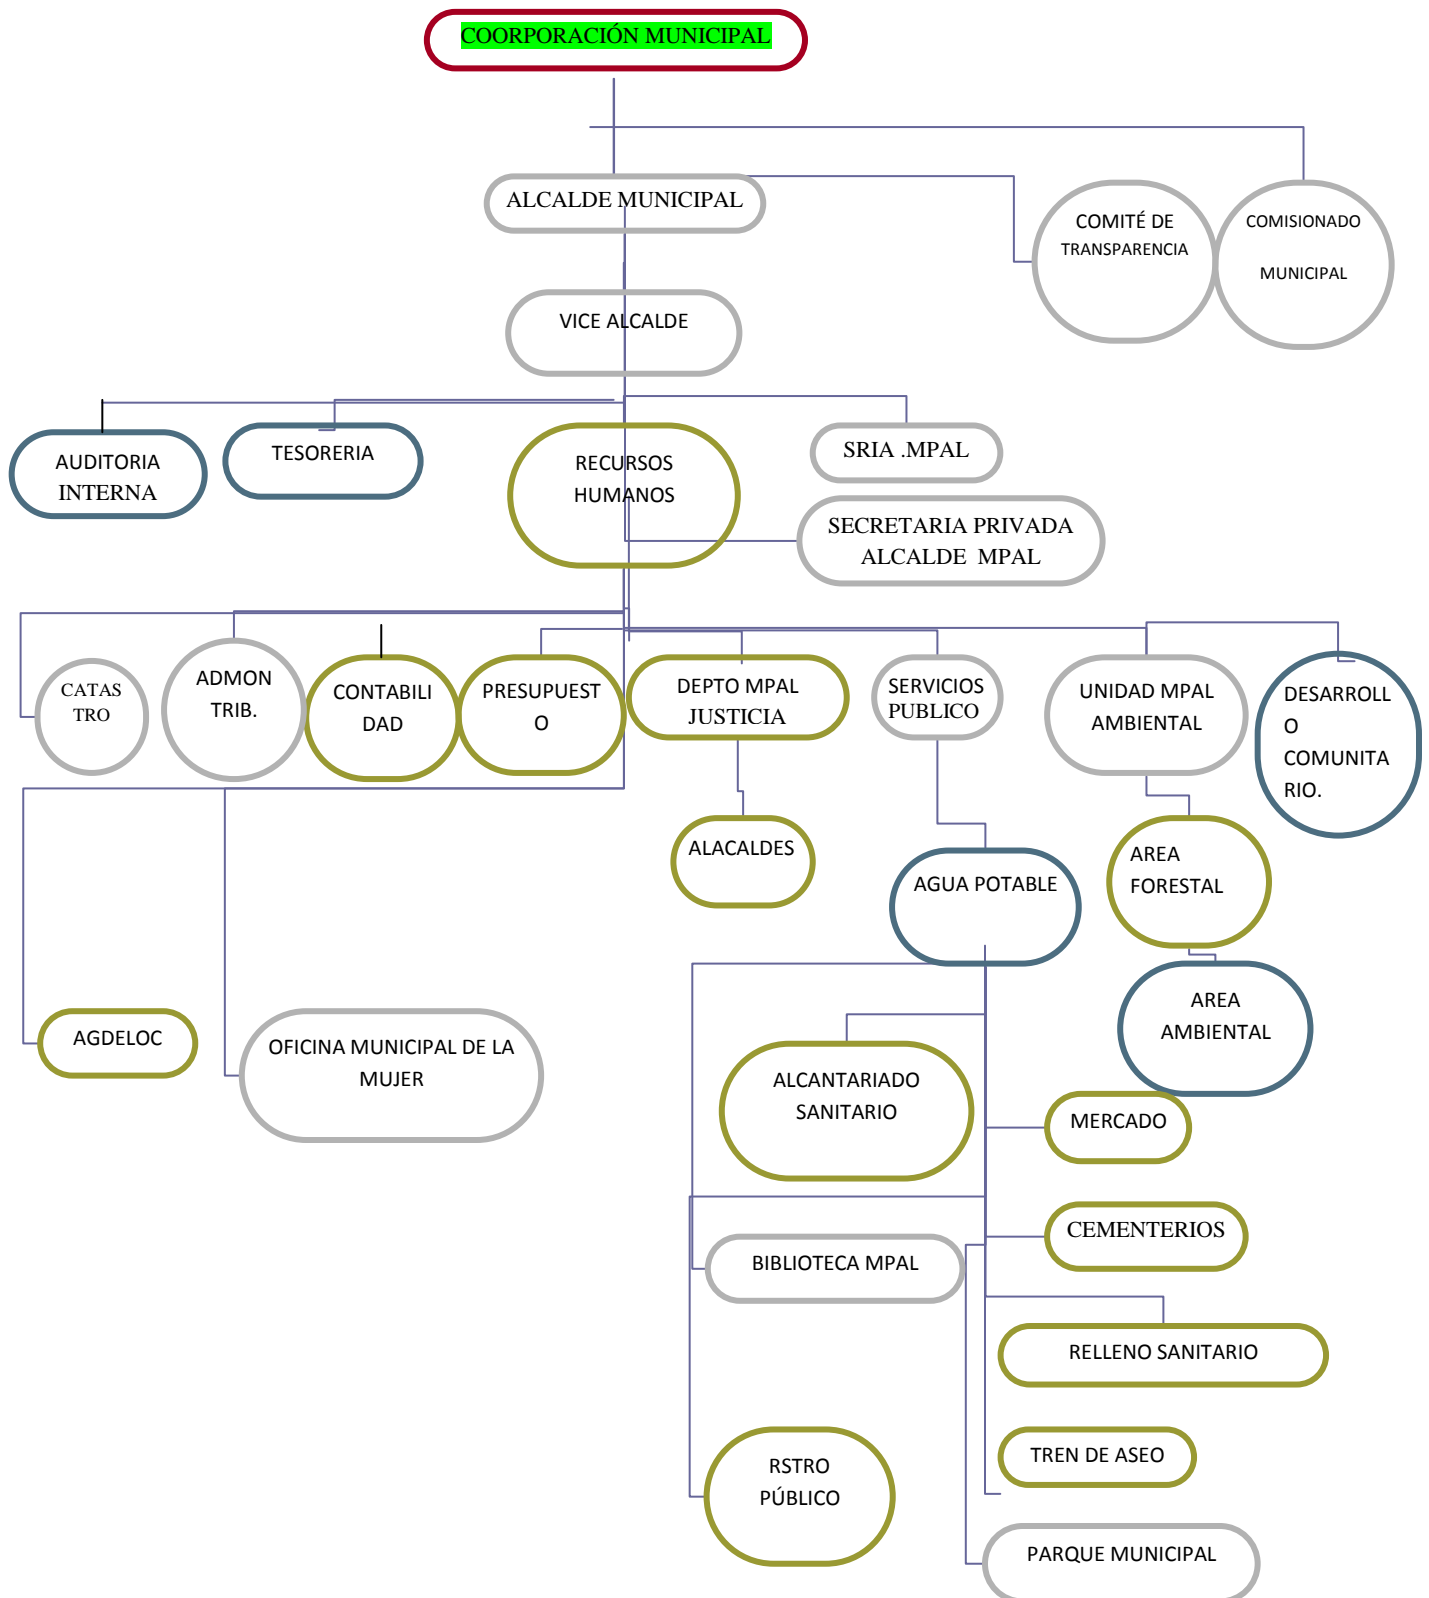 COORPORACIÓN MUNICIPAL
ALCALDE MUNICIPAL
COMITÉ DE
TRANSPARENCIA
COMISIONADO
MUNICIPAL
VICE ALCALDE
AUDITORIA
INTERNA
TESORERIA
RECURSOS
HUMANOS
SRIA .MPAL
SECRETARIA PRIVADA
ALCALDE MPAL
CATAS
TRO
ADMON
TRIB.
CONTABILI
DAD
PRESUPUEST
O
DEPTO MPAL
JUSTICIA
SERVICIOS
PUBLICO
UNIDAD MPAL
AMBIENTAL
DESARROLL
O
COMUNITA
RIO.
ALACALDES
AGUA POTABLE
AREA
FORESTAL
AREA
AMBIENTAL
AGDELOC
OFICINA MUNICIPAL DE LA
MUJER
ALCANTARIADO
SANITARIO
MERCADO
CEMENTERIOS
BIBLIOTECA MPAL
RELLENO SANITARIO
RSTRO
PÚBLICO
TREN DE ASEO
PARQUE MUNICIPAL